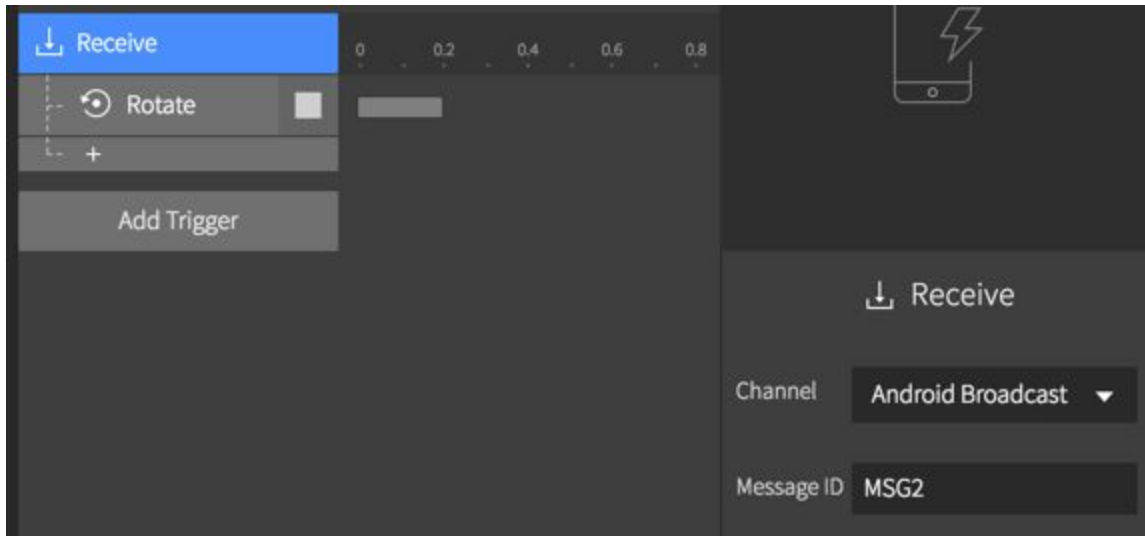 Receive
0 0.2 0.4 0.6 0.8
Rotate
+
Add Trigger
Receive
Channel Android Broadcast
Message ID MSG2